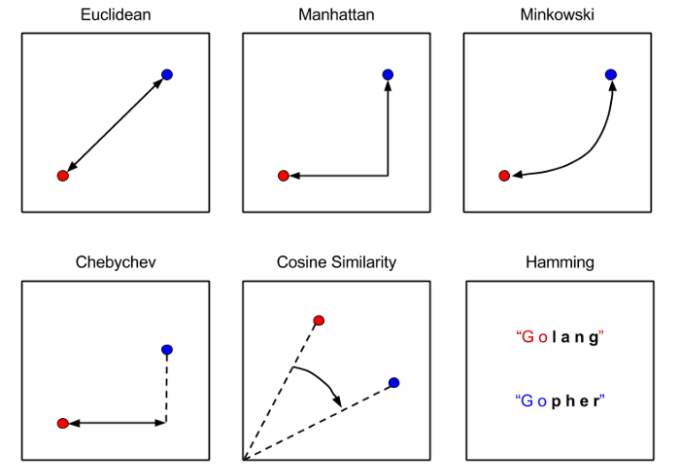 Euclidean
Manhattan
Minkowski
Chebychev
Cosine Similarity
Hamming
“Golang”
“Gopher”